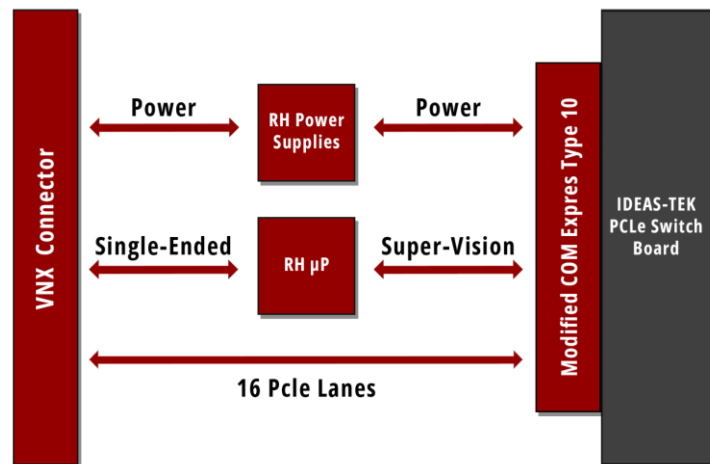 VNX Connector
Power
RH Power
Supplies
Power
Single-Ended
RH µP
Super-Vision
16 Pcle Lanes
Modified COM Expres Type 10
IDEAS-TEK
PCLe Switch
Board